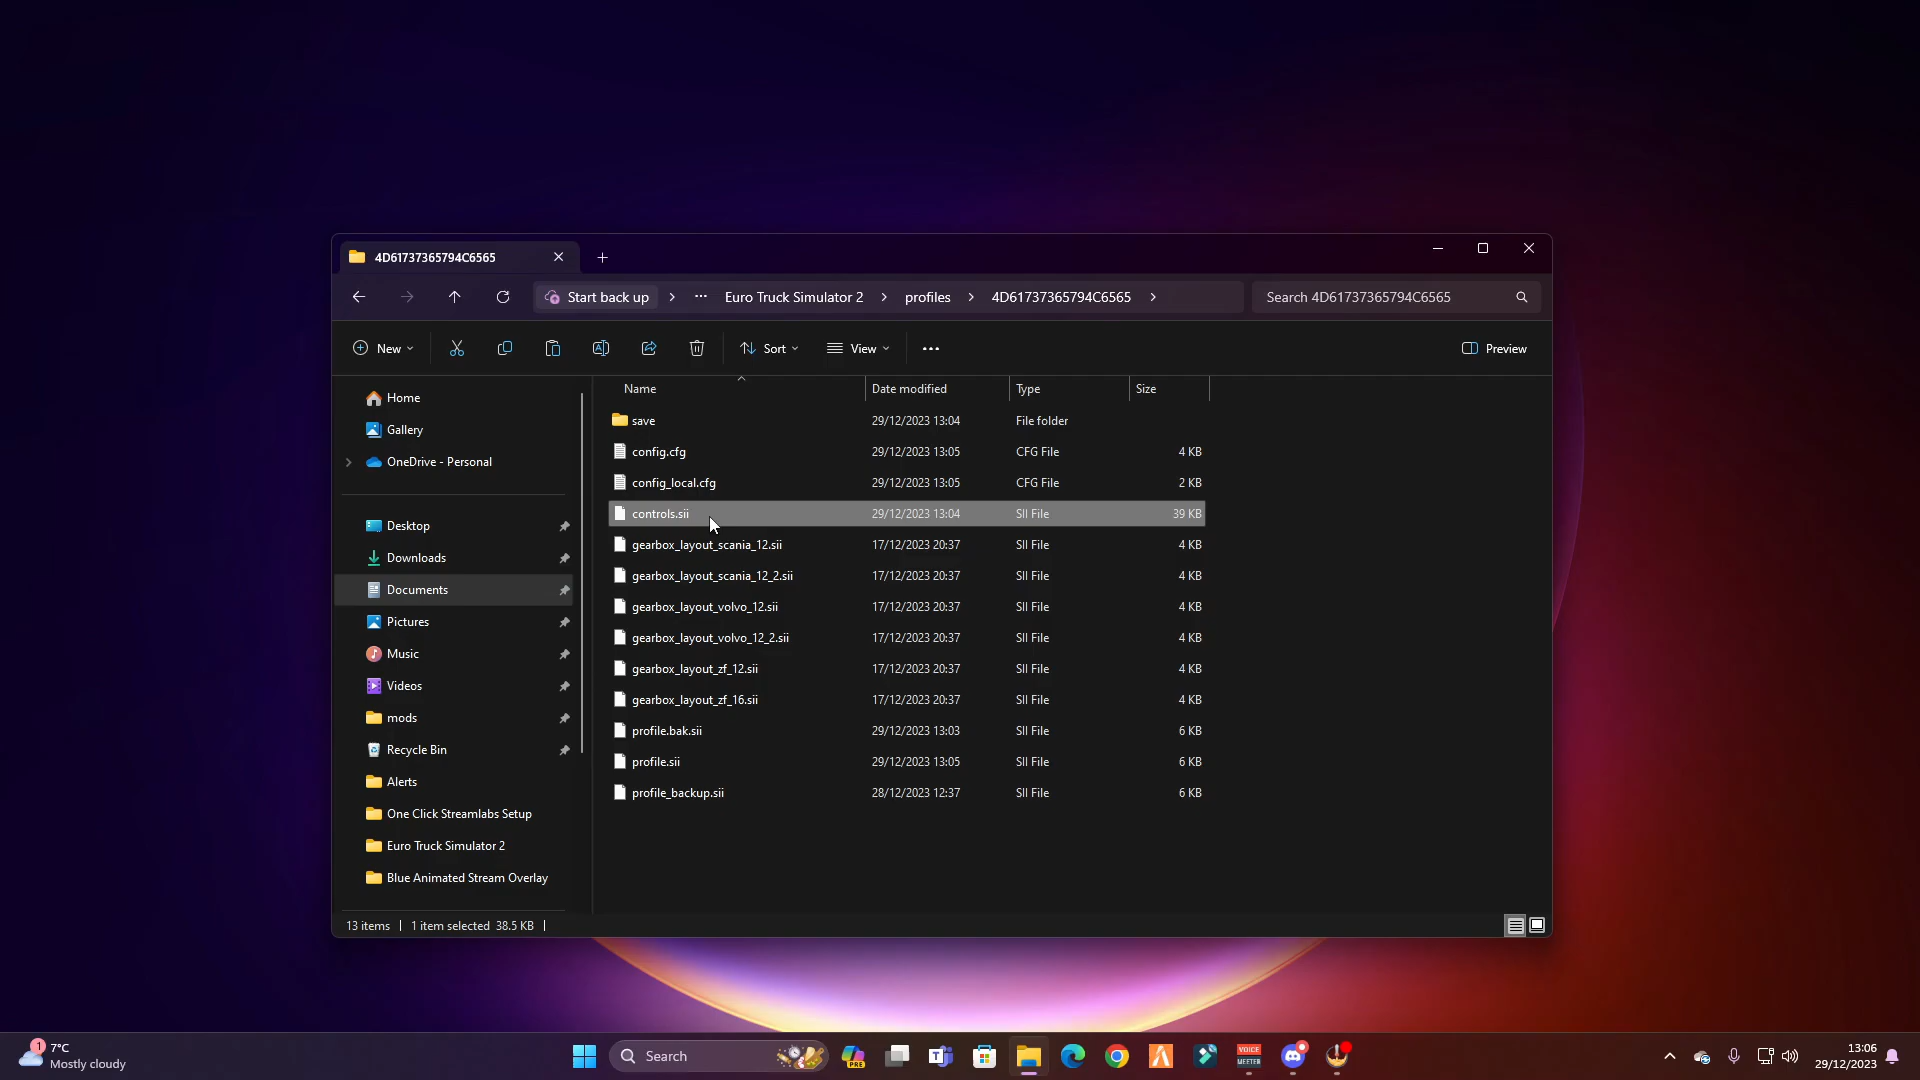 4D61737365794C6565
Start back up
Euro Truck Simulator 2
profiles
4D61737365794C6565
Search 4D61737365794C6565
New
Sort
View
Preview
Home
Gallery
OneDrive - Personal
Desktop
Downloads
Documents
Pictures
Music
Videos
mods
Recycle Bin
Alerts
One Click Streamlabs Setup
Euro Truck Simulator 2
Blue Animated Stream Overlay
Name Date modified Type Size
save 29/12/2023 13:04 File folder
config.cfg 29/12/2023 13:05 CFG File 4 KB
config_local.cfg 29/12/2023 13:05 CFG File 2 KB
controls.sii 29/12/2023 13:04 SII File 39 KB
gearbox_layout_scania_12.sii 17/12/2023 20:37 SII File 4 KB
gearbox_layout_scania_12_2.sii 17/12/2023 20:37 SII File 4 KB
gearbox_layout_volvo_12.sii 17/12/2023 20:37 SII File 4 KB
gearbox_layout_volvo_12_2.sii 17/12/2023 20:37 SII File 4 KB
gearbox_layout_zf_12.sii 17/12/2023 20:37 SII File 4 KB
gearbox_layout_zf_16.sii 17/12/2023 20:37 SII File 4 KB
profile.bak.sii 29/12/2023 13:03 SII File 6 KB
profile.sii 29/12/2023 13:05 SII File 6 KB
profile_backup.sii 28/12/2023 12:37 SII File 6 KB
13 items 1 item selected 38.5 KB
1
7°C
Mostly cloudy
Search
PRE
VOICE
MEETER
13:06
29/12/2023